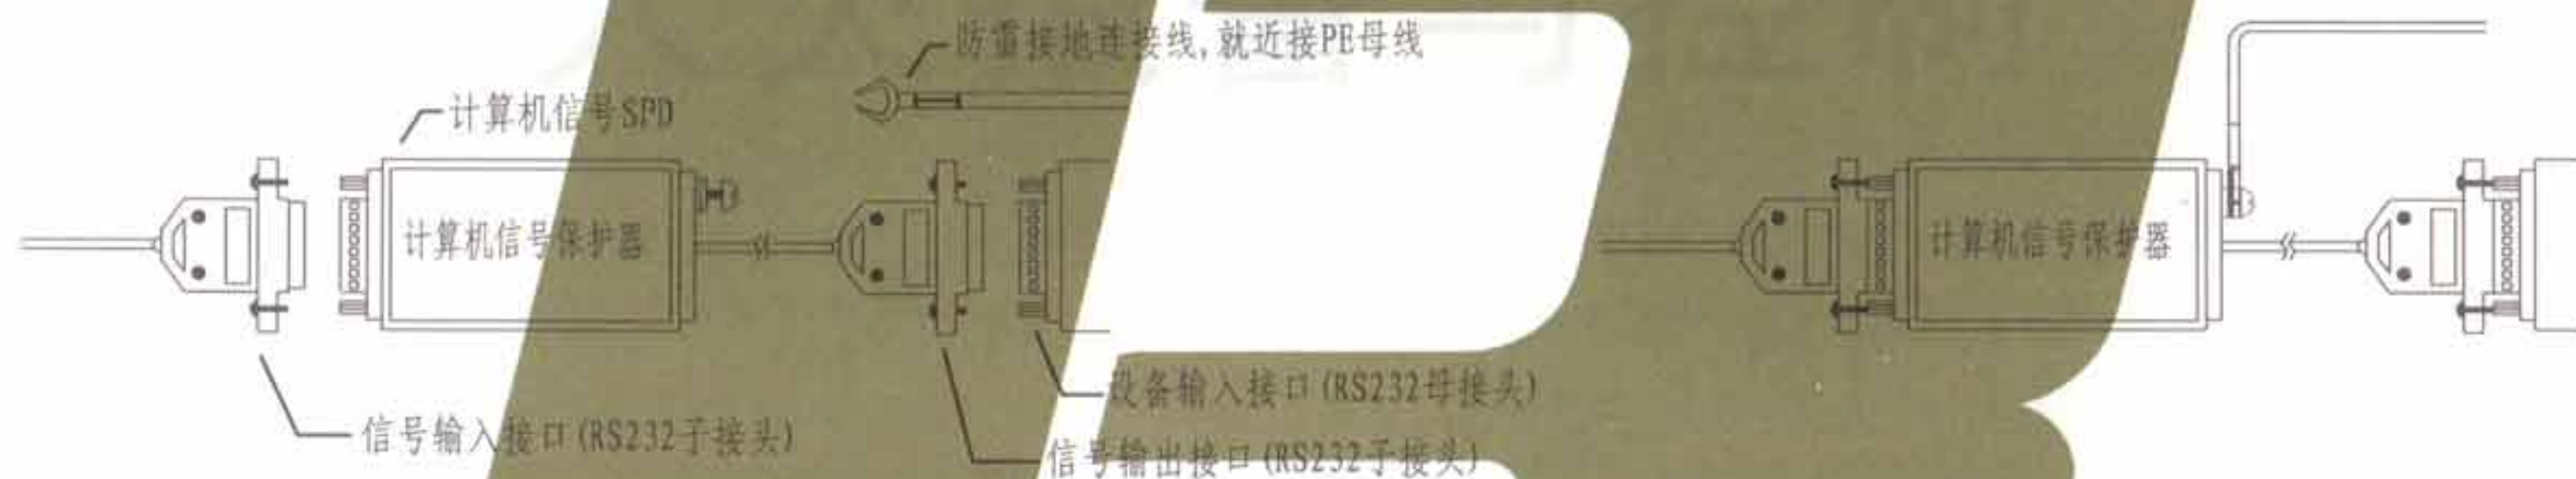 防雷接地连接线,就近接PE母线
计算机信号SPD
计算机信号保护器
计算机信号保护器
设备输入接口(RS232母接头)
信号输入接口(RS232子接头)
信号输出接口(RS232子接头)